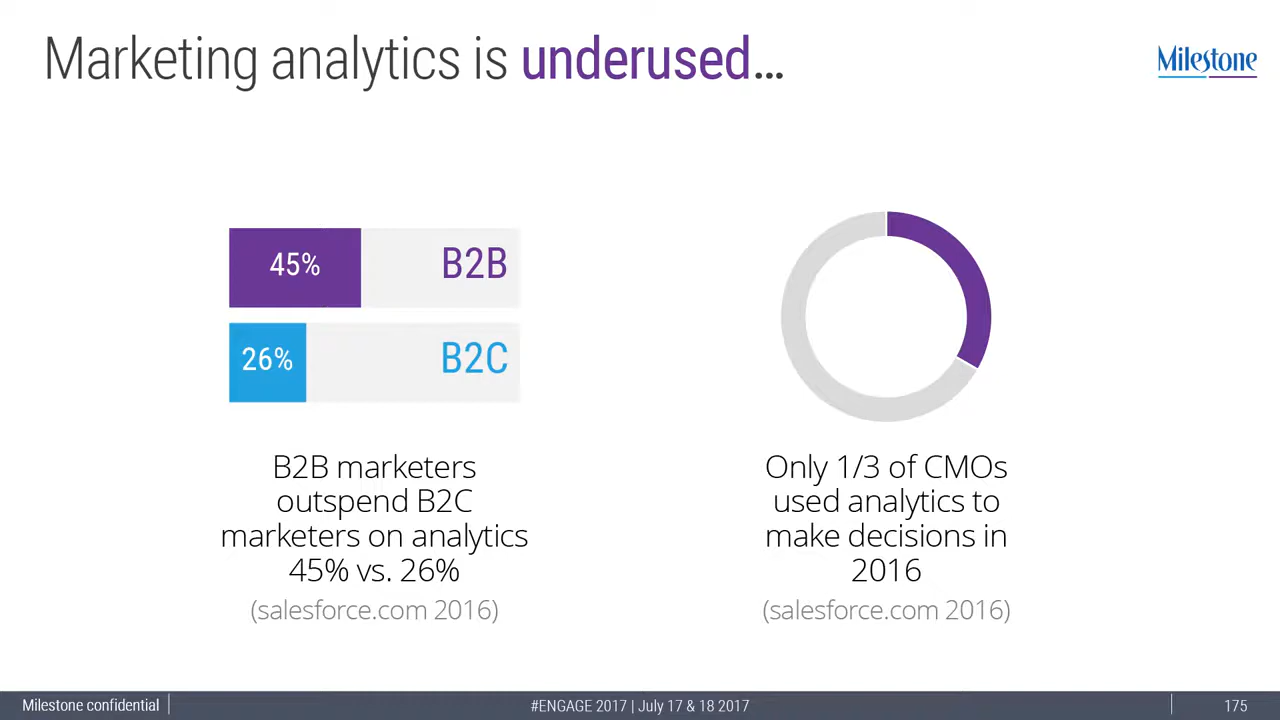 Marketing analytics is underused...
Milestone
45%
B2B
26%
B2C
B2B marketers
outspend B2C
marketers on analytics
45% vs. 26%
(salesforce.com 2016)
Only 1/3 of CMOs
used analytics to
make decisions in
2016
(salesforce.com 2016)
Milestone confidential
#ENGAGE 2017 | July 17 & 18 2017
175